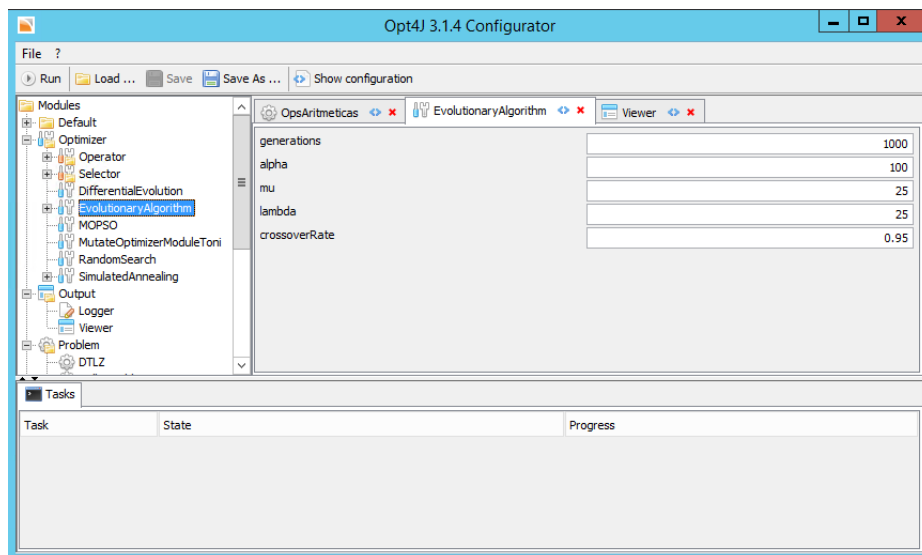 Opt4J 3.1.4 Configurator
File ?
Run Load ... Save Save As ... Show configuration
Modules
Default
Optimizer
Operator
Selector
DifferentialEvolution
EvolutionaryAlgorithm
MOPSO
MutateOptimizerModuleToni
RandomSearch
SimulatedAnnealing
Output
Logger
Viewer
Problem
DTLZ
OpsAritmeticas EvolutionaryAlgorithm Viewer
generations 1000
alpha 100
mu 25
lambda 25
crossoverRate 0.95
Tasks
Task State Progress